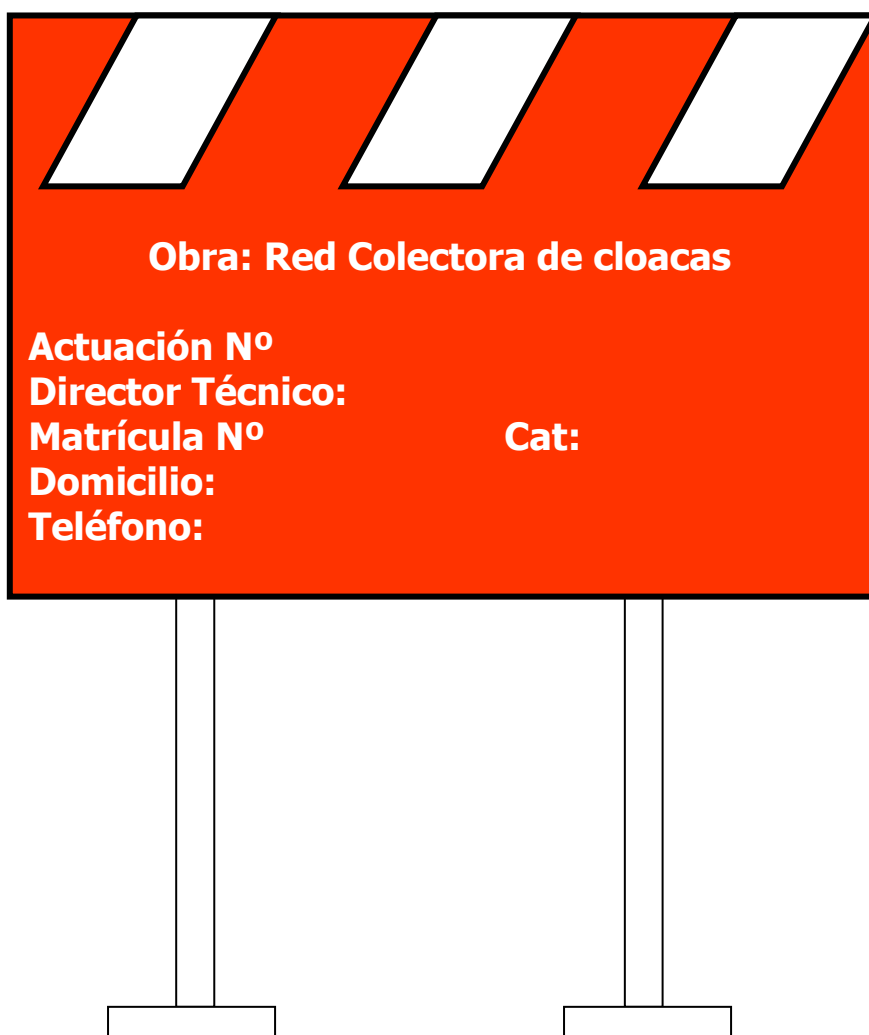 Obra: Red Colectora de cloacas
Actuación Nº
Director Técnico:
Matrícula Nº Cat:
Domicilio:
Teléfono: